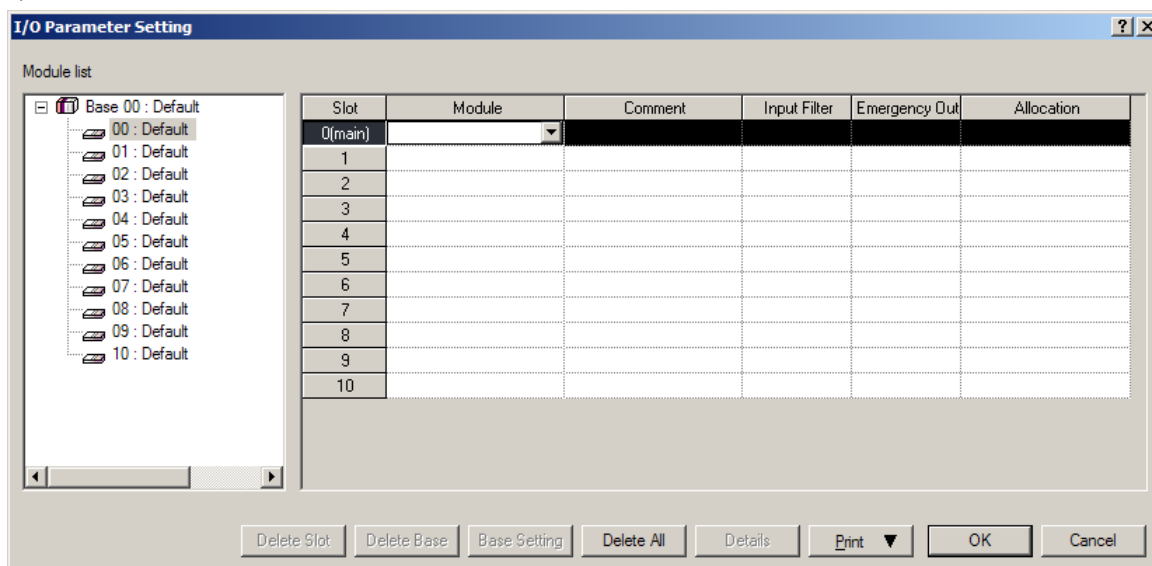 I/O Parameter Setting
Module list
Base 00 : Default
00 : Default
01 : Default
02 : Default
03 : Default
04 : Default
05 : Default
06 : Default
07 : Default
08 : Default
09 : Default
10 : Default
Slot Module Comment Input Filter Emergency Out Allocation
0(main)
1
2
3
4
5
6
7
8
9
10
Delete Slot Delete Base Base Setting Delete All Details Print ▼ OK Cancel